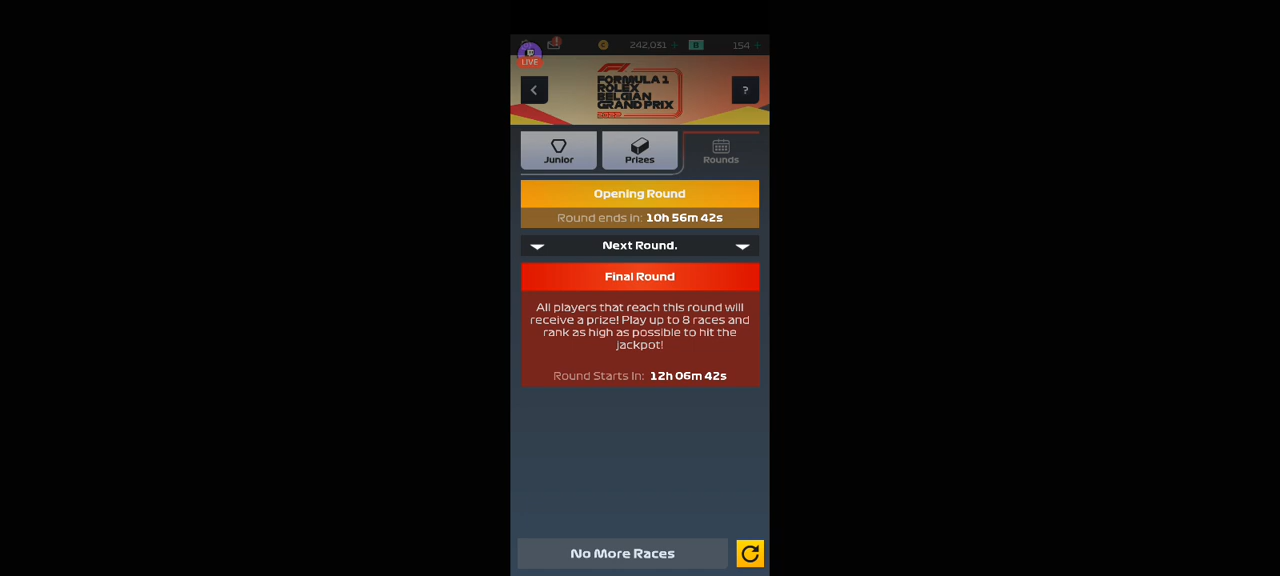 242,031 +
154 +
LIVE
FORMULA 1
ROLEX
BELGIAN
GRAND PRIX
2022
?
Junior
Prizes
Rounds
Opening Round
Round ends in: 10h 56m 42s
Next Round.
Final Round
All players that reach this round will
receive a prize! Play up to 8 races and
rank as high as possible to hit the
jackpot!
Round Starts In: 12h 06m 42s
No More Races